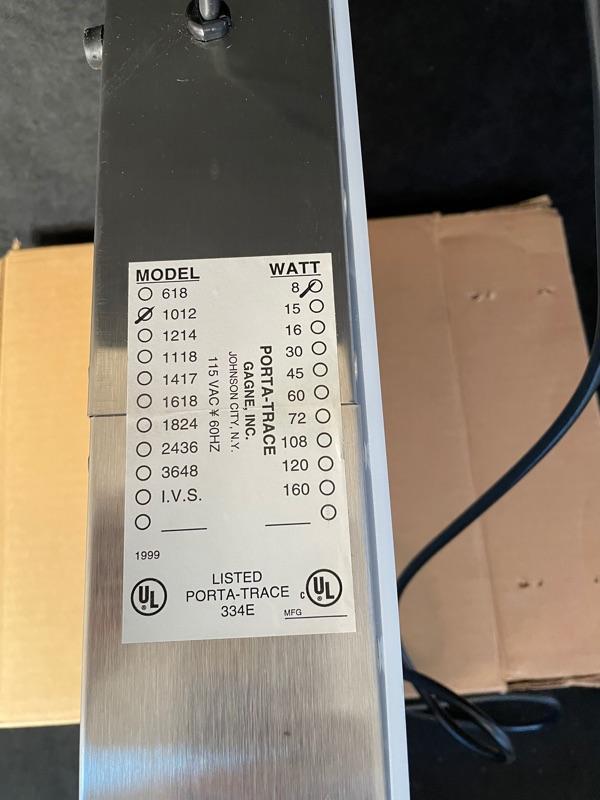 MODEL WATT
618 8
1012 15
1214 16
1118 30
1417 45
1618 60
1824 72
2436 108
3648 120
I.V.S. 160
PORTA-TRACE
GAGNE, INC.
JOHNSON CITY, N.Y.
115 VAC ¥ 60HZ
1999
UL ®
LISTED
PORTA-TRACE
334E
c UL ®
MFG